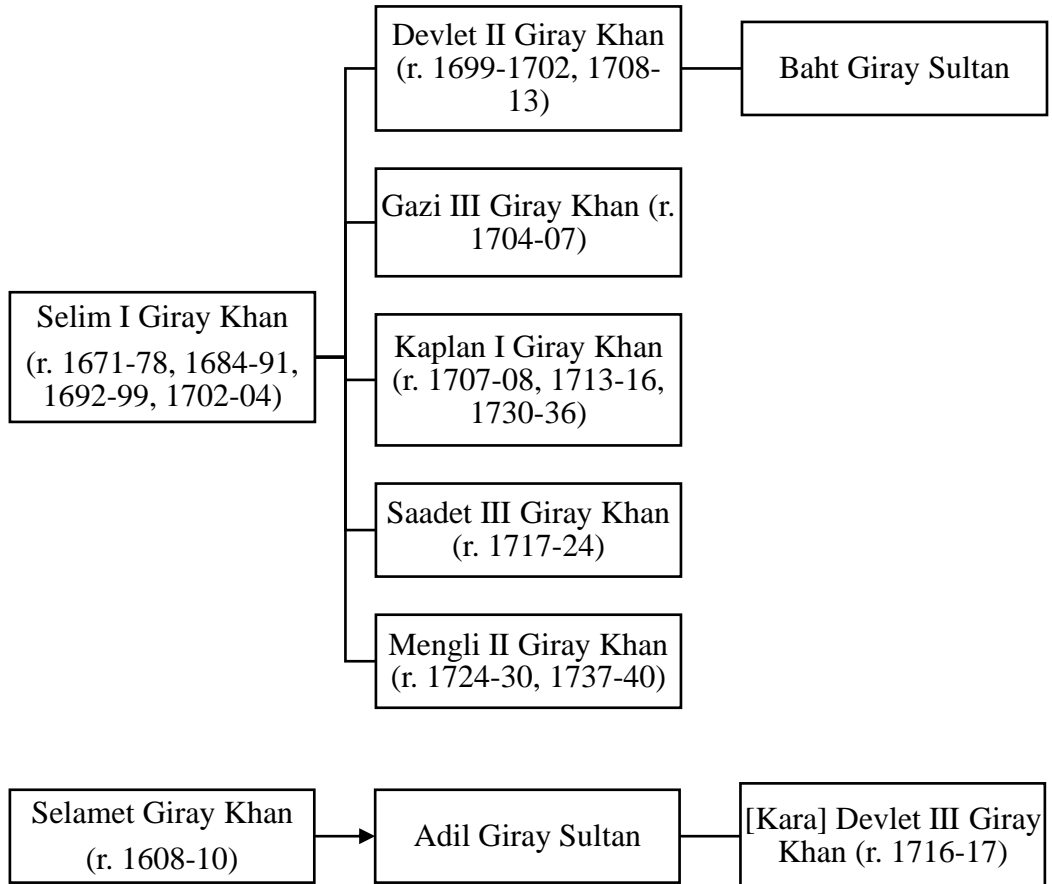 Devlet II Giray Khan
(r. 1699-1702, 1708-
13)
Baht Giray Sultan
Gazi III Giray Khan (r.
1704-07)
Selim I Giray Khan
(r. 1671-78, 1684-91,
1692-99, 1702-04)
Kaplan I Giray Khan
(r. 1707-08, 1713-16,
1730-36)
Saadet III Giray Khan
(r. 1717-24)
Mengli II Giray Khan
(r. 1724-30, 1737-40)
Selamet Giray Khan
(r. 1608-10)
Adil Giray Sultan
[Kara] Devlet III Giray
Khan (r. 1716-17)